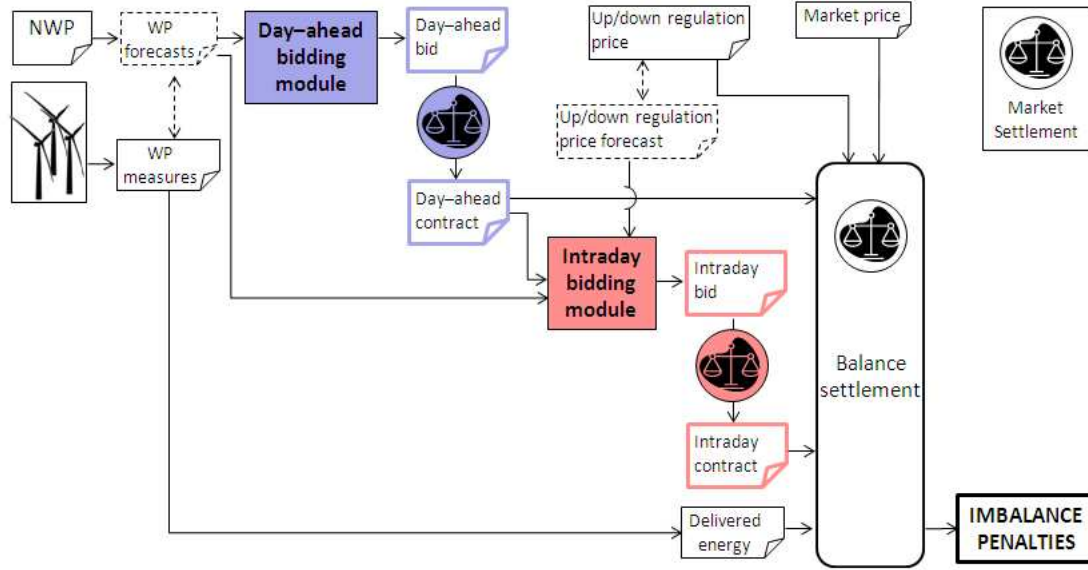 NWP
WP
forecasts
Day–ahead
bidding
module
Day–ahead
bid
Up/down regulation
price
Market price
Market
Settlement
WP
measures
Up/down regulation
price forecast
Day–ahead
contract
Intraday
bidding
module
Intraday
bid
Balance
settlement
Intraday
contract
Delivered
energy
IMBALANCE
PENALTIES